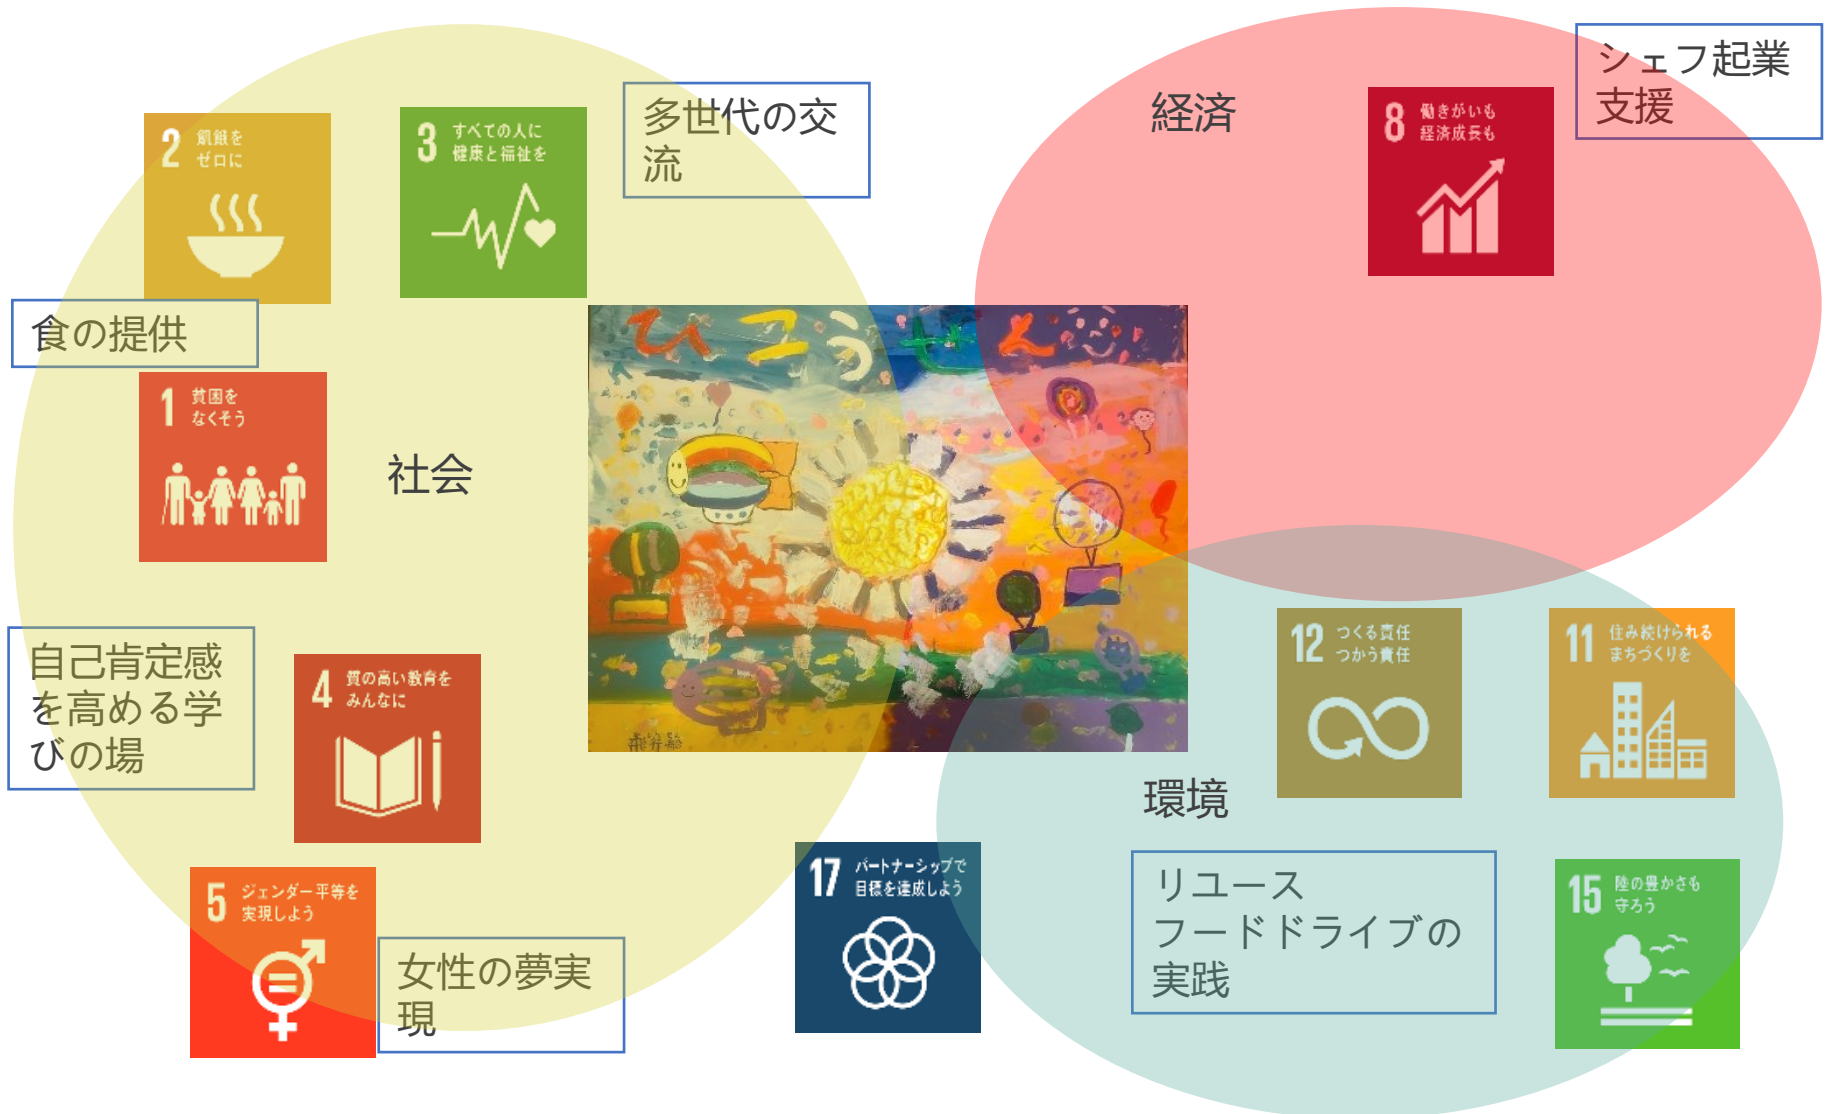 シェフ起業
支援
多世代の交
流
経済
2 飢餓を
ゼロに
3 すべての人に
健康と福祉を
8 働きがいも
経済成長も
食の提供
ひこうせん
1 貧困を
なくそう
社会
自己肯定感
を高める学
びの場
4 質の高い教育を
みんなに
12 つくる責任
つかう責任
11 住み続けられる
まちづくりを
環境
5 ジェンダー平等を
実現しよう
女性の夢実
現
17 パートナーシップで
目標を達成しよう
リユース
フードドライブの
実践
15 陸の豊かさも
守ろう